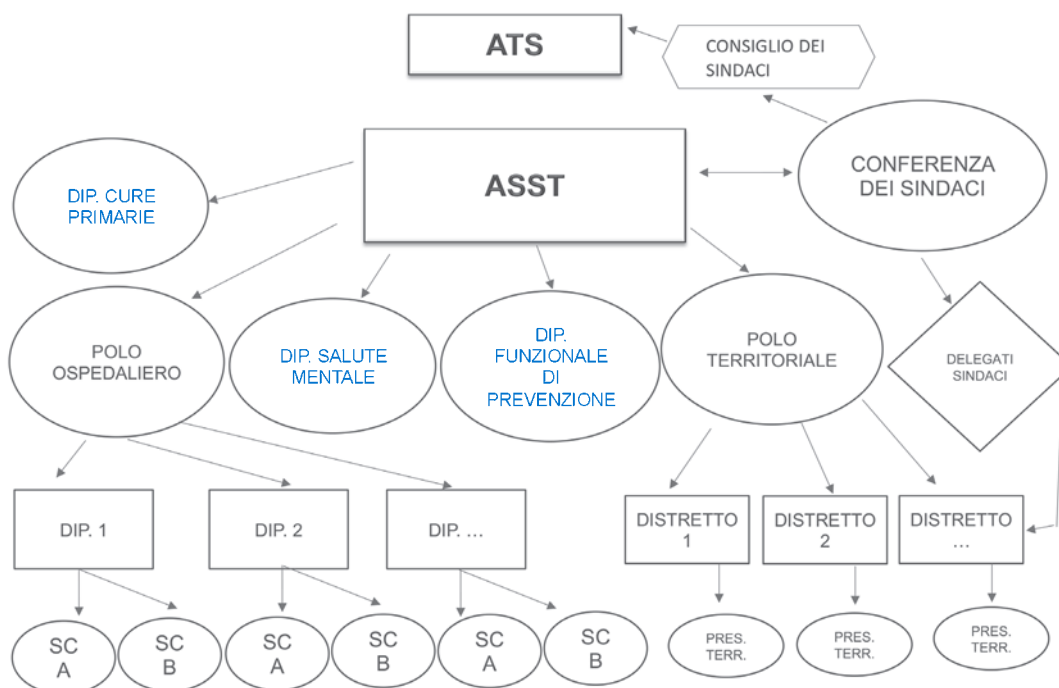 ATS
CONSIGLIO DEI
SINDACI
DIP. CURE
PRIMARIE
ASST
CONFERENZA
DEI SINDACI
POLO
OSPEDALIERO
DIP. SALUTE
MENTALE
DIP.
FUNZIONALE
DI
PREVENZIONE
POLO
TERRITORIALE
DELEGATI
SINDACI
DIP. 1
DIP. 2
DIP. ...
DISTRETTO
1
DISTRETTO
2
DISTRETTO
...
SC
A
SC
B
SC
A
SC
B
SC
A
SC
B
PRES.
TERR.
PRES.
TERR.
PRES.
TERR.